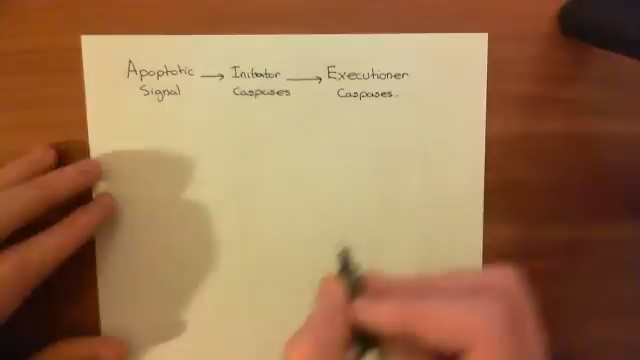 Apoptotic → Initiator → Executioner
Signal Caspases Caspases.